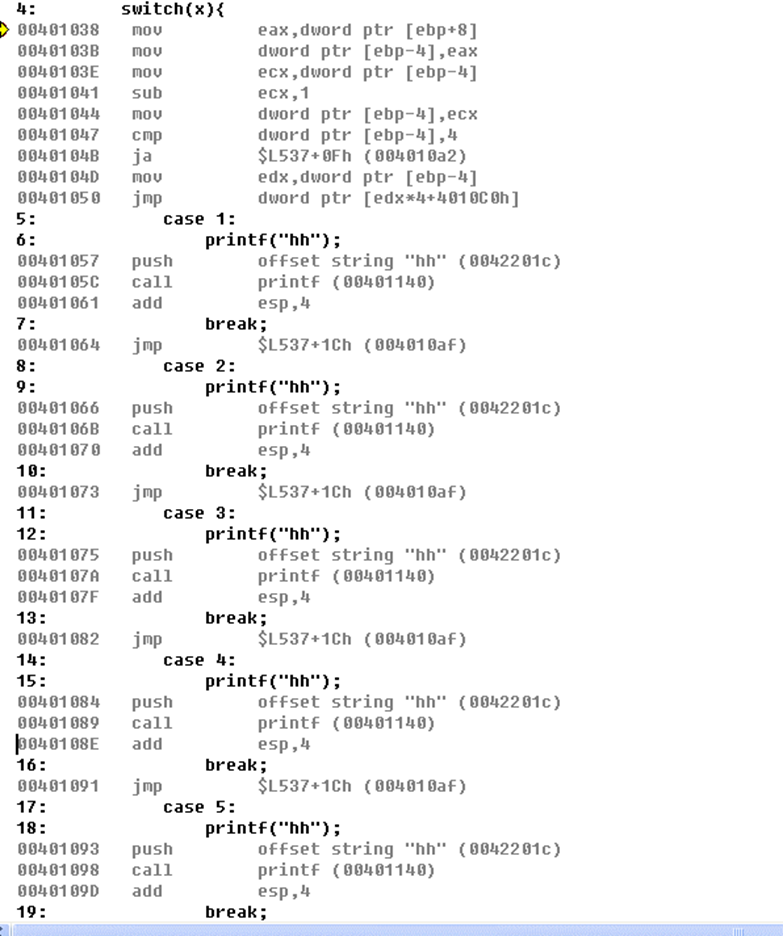 4: switch(x){
00401038 mov eax,dword ptr [ebp+8]
0040103B mov dword ptr [ebp-4],eax
0040103E mov ecx,dword ptr [ebp-4]
00401041 sub ecx,1
00401044 mov dword ptr [ebp-4],ecx
00401047 cmp dword ptr [ebp-4],4
0040104B ja $L537+0Fh (004010a2)
0040104D mov edx,dword ptr [ebp-4]
00401050 jmp dword ptr [edx*4+4010C0h]
5: case 1:
6: printf("hh");
00401057 push offset string "hh" (0042201c)
0040105C call printf (00401140)
00401061 add esp,4
7: break;
00401064 jmp $L537+1Ch (004010af)
8: case 2:
9: printf("hh");
00401066 push offset string "hh" (0042201c)
0040106B call printf (00401140)
00401070 add esp,4
10: break;
00401073 jmp $L537+1Ch (004010af)
11: case 3:
12: printf("hh");
00401075 push offset string "hh" (0042201c)
0040107A call printf (00401140)
0040107F add esp,4
13: break;
00401082 jmp $L537+1Ch (004010af)
14: case 4:
15: printf("hh");
00401084 push offset string "hh" (0042201c)
00401089 call printf (00401140)
0040108E add esp,4
16: break;
00401091 jmp $L537+1Ch (004010af)
17: case 5:
18: printf("hh");
00401093 push offset string "hh" (0042201c)
00401098 call printf (00401140)
0040109D add esp,4
19: break;